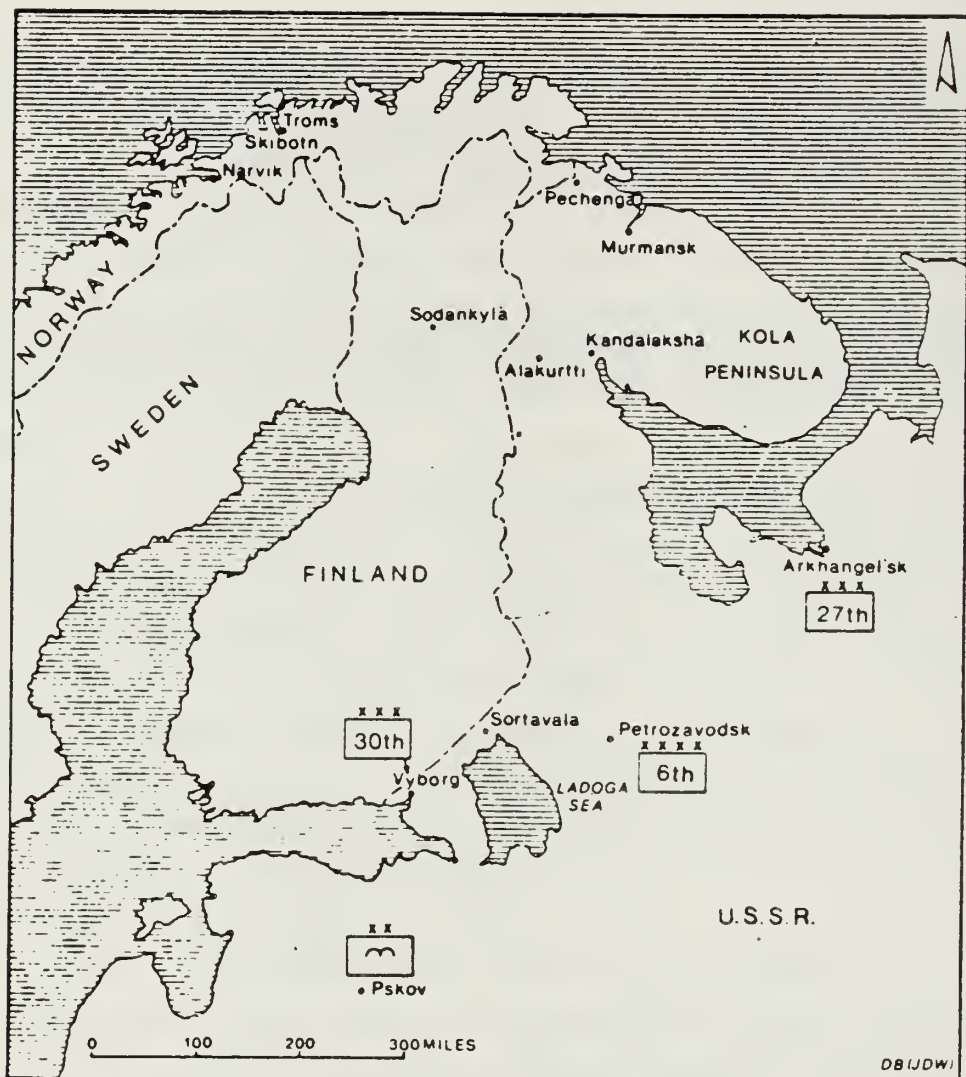 Troms
Skibotn
Narvik
Pechenga
Murmansk
NORWAY
Sodankylä
Kandalaksha
KOLA
PENINSULA
Alakurtti
SWEDEN
FINLAND
Arkhangel'sk
x x x
27th
Sortavala
x x x
30th
Petrozavodsk
x x x x
6th
Vyborg
LADOGA
SEA
U.S.S.R.
x x
Pskov
0 100 200 300 MILES
DB(JDW)